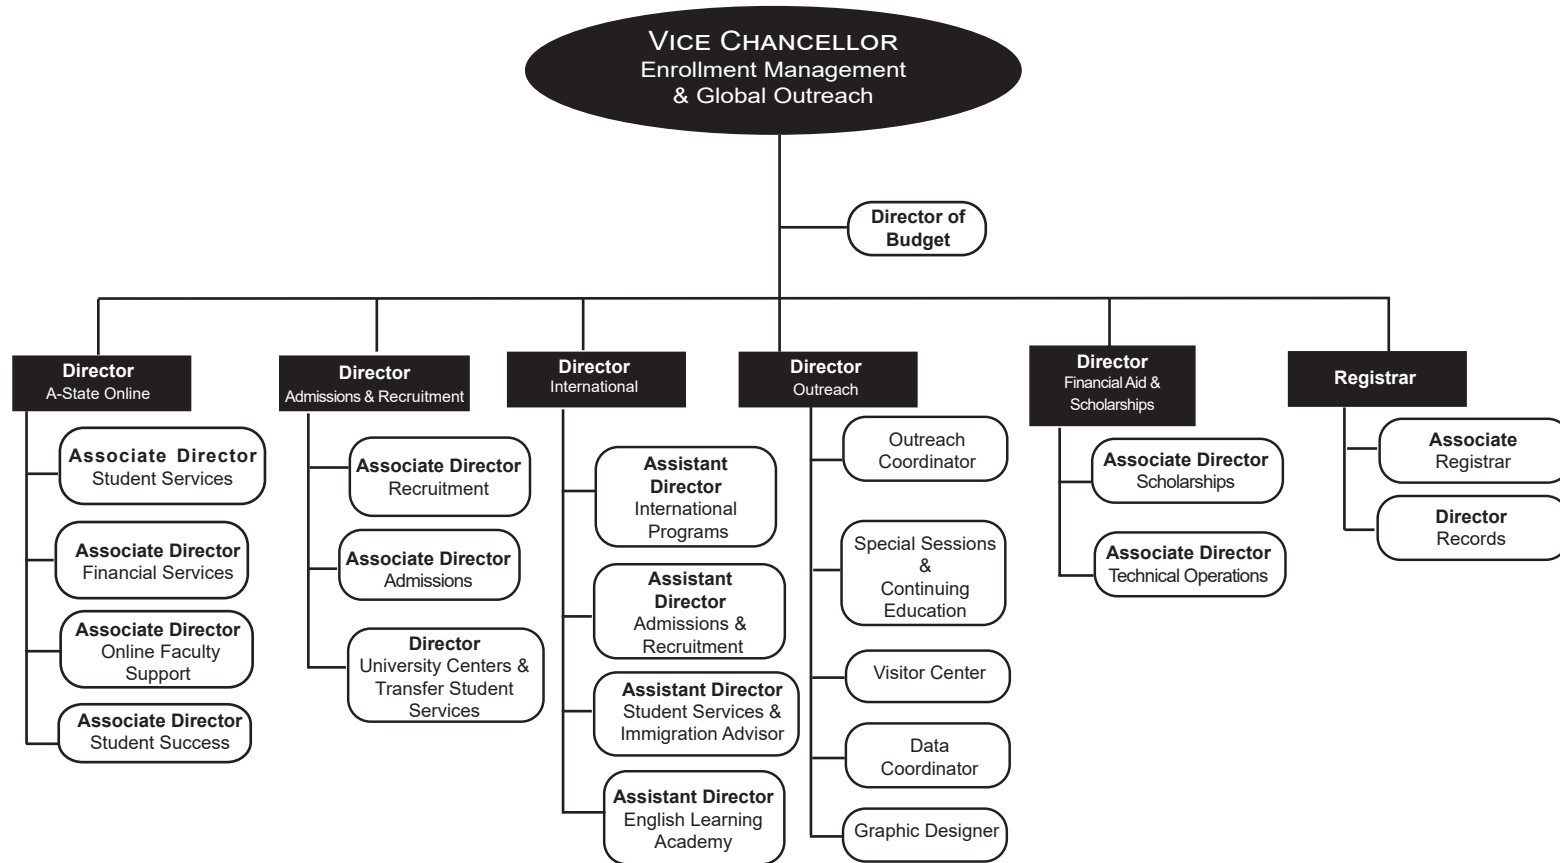 VICE CHANCELLOR
Enrollment Management
& Global Outreach
Director of
Budget
Director
A-State Online
Associate Director
Student Services
Associate Director
Financial Services
Associate Director
Online Faculty
Support
Associate Director
Student Success
Director
Admissions & Recruitment
Associate Director
Recruitment
Associate Director
Admissions
Director
University Centers &
Transfer Student
Services
Director
International
Assistant
Director
International
Programs
Assistant
Director
Admissions &
Recruitment
Assistant Director
Student Services &
Immigration Advisor
Assistant Director
English Learning
Academy
Director
Outreach
Outreach
Coordinator
Special Sessions
&
Continuing
Education
Visitor Center
Data
Coordinator
Graphic Designer
Director
Financial Aid &
Scholarships
Associate Director
Scholarships
Associate Director
Technical Operations
Registrar
Associate
Registrar
Director
Records